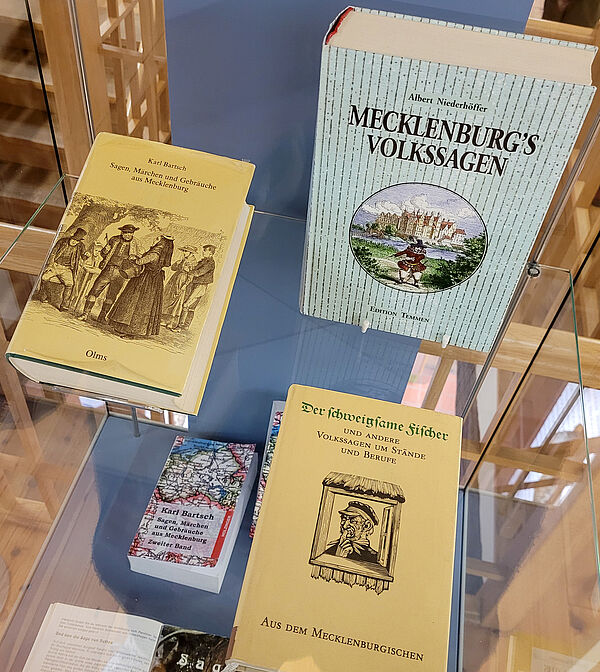 Albert Niederhöffer
MECKLENBURG'S
VOLKSSAGEN
EDITION TEMMEN
Karl Bartsch
Sagen, Märchen und Gebräuche
aus Mecklenburg
Olms
Der schweigsame Fischer
UND ANDERE
VOLKSSAGEN UM STÄNDE
UND BERUFE
AUS DEM MECKLENBURGISCHEN
Karl Bartsch
Sagen, Märchen
und Gebräuche
aus Mecklenburg
Zweiter Band